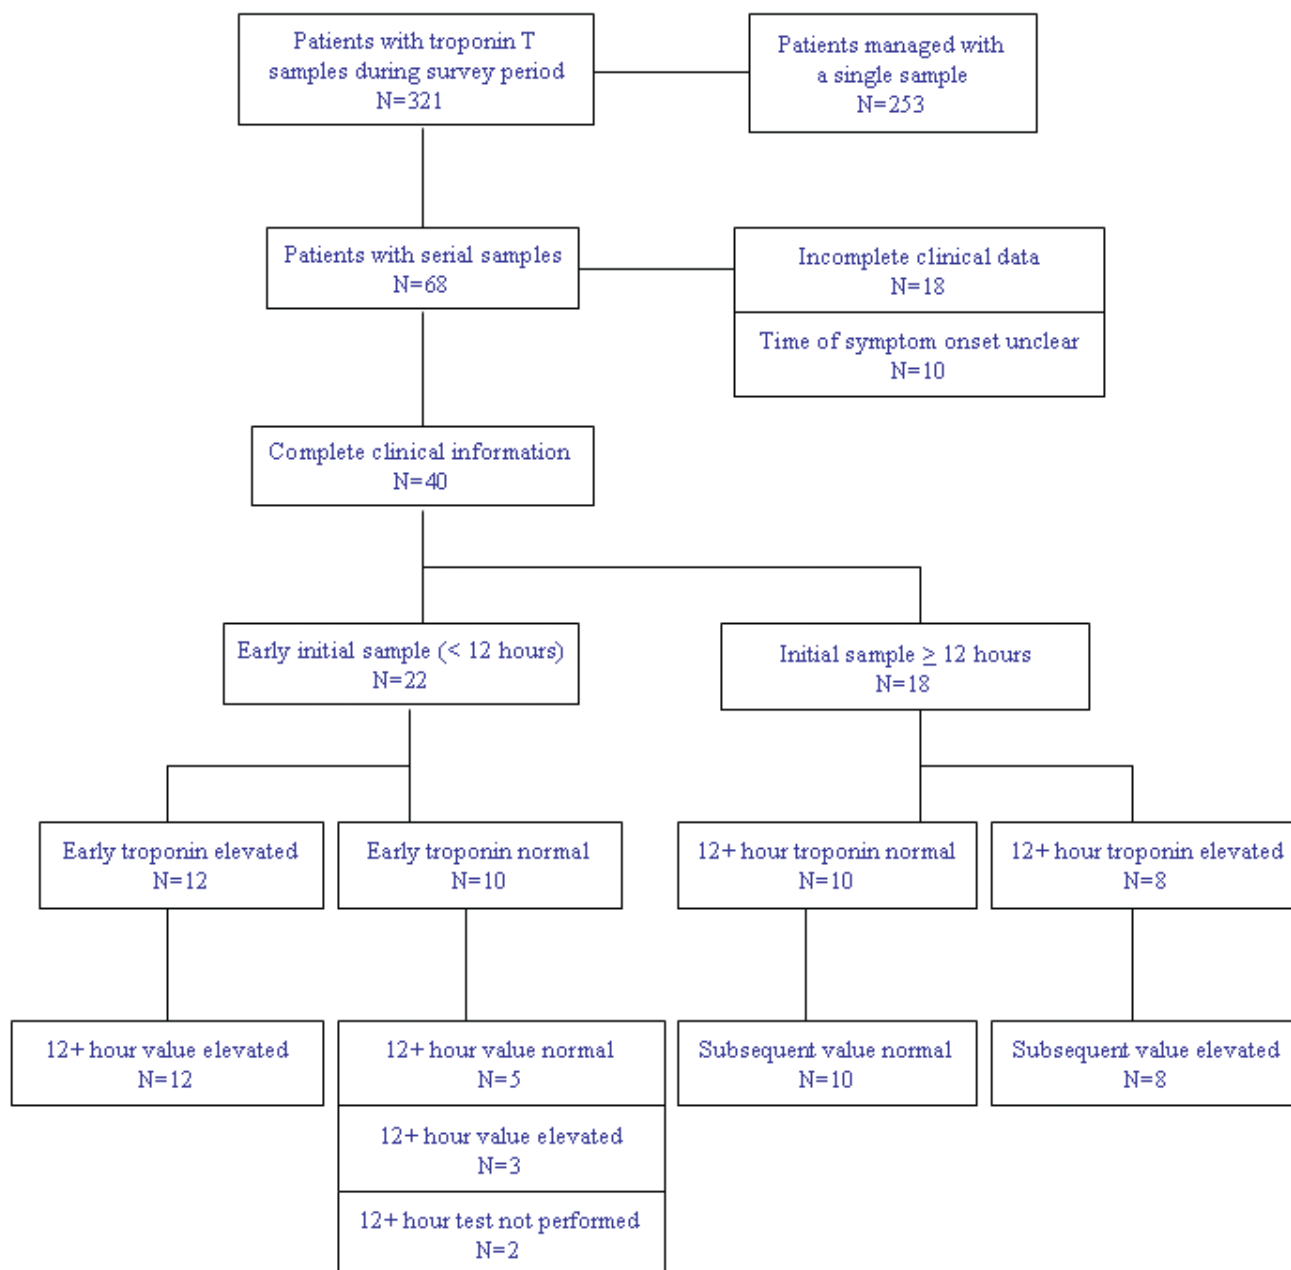 Patients with troponin T
samples during survey period
N=321
Patients managed with
a single sample
N=253
Patients with serial samples
N=68
Incomplete clinical data
N=18
Time of symptom onset unclear
N=10
Complete clinical information
N=40
Early initial sample (< 12 hours)
N=22
Initial sample ≥ 12 hours
N=18
Early troponin elevated
N=12
Early troponin normal
N=10
12+ hour troponin normal
N=10
12+ hour troponin elevated
N=8
12+ hour value elevated
N=12
12+ hour value normal
N=5
12+ hour value elevated
N=3
12+ hour test not performed
N=2
Subsequent value normal
N=10
Subsequent value elevated
N=8